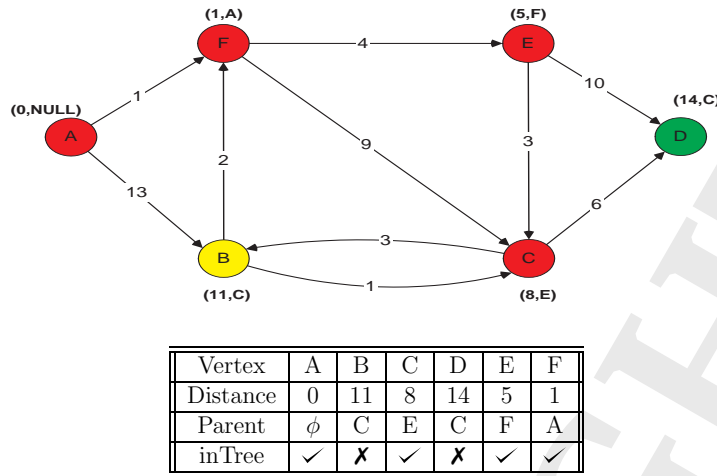 (1,A)
(5,F)
F
4
E
1
10
(0,NULL)
(14,C)
A
9
3
D
2
13
6
3
B
C
1
(11,C)
(8,E)
Vertex A B C D E F
Distance 0 11 8 14 5 1
Parent ϕ C E C F A
inTree ✓ ✗ ✓ ✗ ✓ ✓